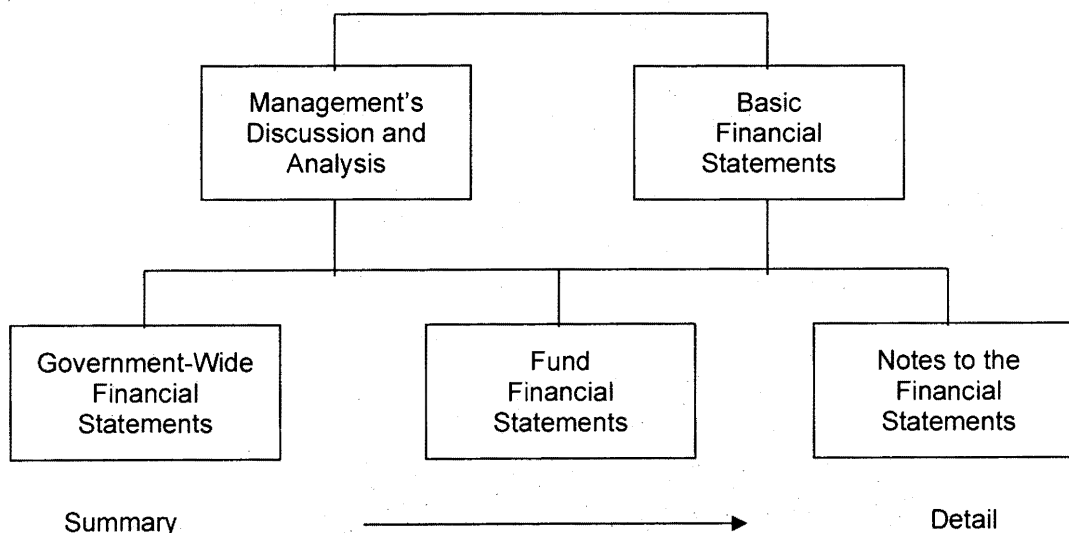 Management's
Discussion and
Analysis
Basic
Financial
Statements
Government-Wide
Financial
Statements
Fund
Financial
Statements
Notes to the
Financial
Statements
Summary
Detail